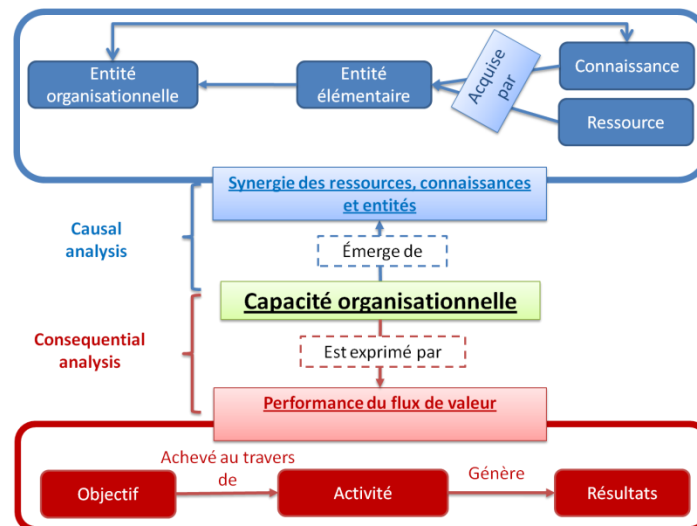 Entité
organisationnelle
Entité
élémentaire
Acquise
par
Connaissance
Ressource
Synergie des ressources, connaissances
et entités
Causal
analysis
Émerge de
Capacité organisationnelle
Consequential
analysis
Est exprimé par
Performance du flux de valeur
Objectif
Achevé au travers
de
Activité
Génère
Résultats